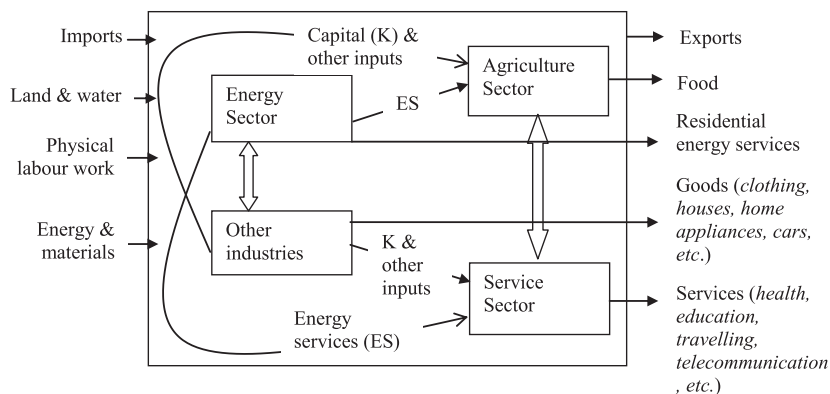 Imports
Land & water
Physical
labour work
Energy &
materials
Capital (K) &
other inputs
Energy
Sector
ES
Agriculture
Sector
Other
industries
K &
other
inputs
Service
Sector
Energy
services (ES)
Exports
Food
Residential
energy services
Goods (clothing,
houses, home
appliances, cars,
etc.)
Services (health,
education,
travelling,
telecommunication
, etc.)